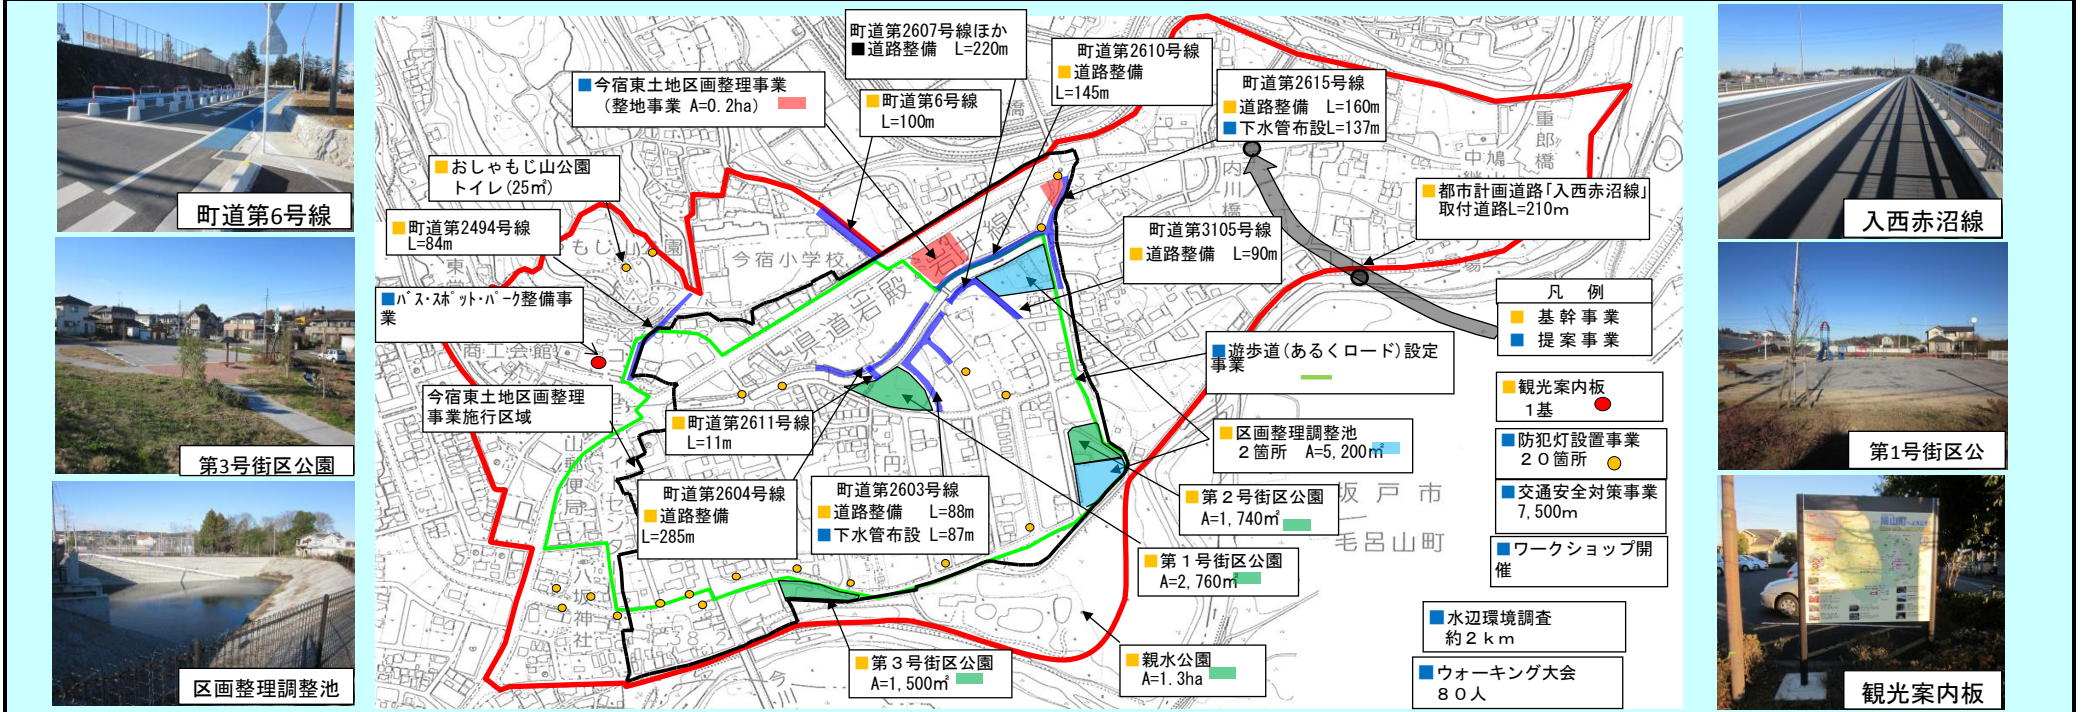 町道第6号線
第3号街区公園
区画整理調整池
■今宿東土地区画整理事業
(整地事業 A=0.2ha)
町道第2607号線ほか
■道路整備 L=220m
■町道第6号線
L=100m
町道第2610号線
■道路整備
L=145m
町道第2615号線
■道路整備 L=160m
■下水管布設L=137m
■おしゃもじ山公園
トイレ(25㎡)
■町道第2494号線
L=84m
■ﾊﾞｽ･ｽﾎﾟｯﾄ･ﾊﾟｰｸ整備事
業
今宿東土地区画整理
事業施行区域
町道第3105号線
■道路整備 L=90m
■都市計画道路「入西赤沼線」
取付道路L=210m
■遊歩道(あるくロード)設定
事業
■町道第2611号線
L=11m
町道第2604号線
■道路整備
L=285m
町道第2603号線
■道路整備 L=88m
■下水管布設 L=87m
■区画整理調整池
2箇所 A=5,200㎡
■第2号街区公園
A=1,740㎡
■第1号街区公園
A=2,760㎡
■第3号街区公園
A=1,500㎡
■親水公園
A=1.3ha
今宿小学校
商工会館
県道岩殿岩井線
内川橋
重郎橋
八坂神社
坂戸市
毛呂山町
凡 例
■基幹事業
■提案事業
■観光案内板
1基
■防犯灯設置事業
20箇所
■交通安全対策事業
7,500m
■ワークショップ開
催
■水辺環境調査
約2km
■ウォーキング大会
80人
入西赤沼線
第1号街区公
観光案内板